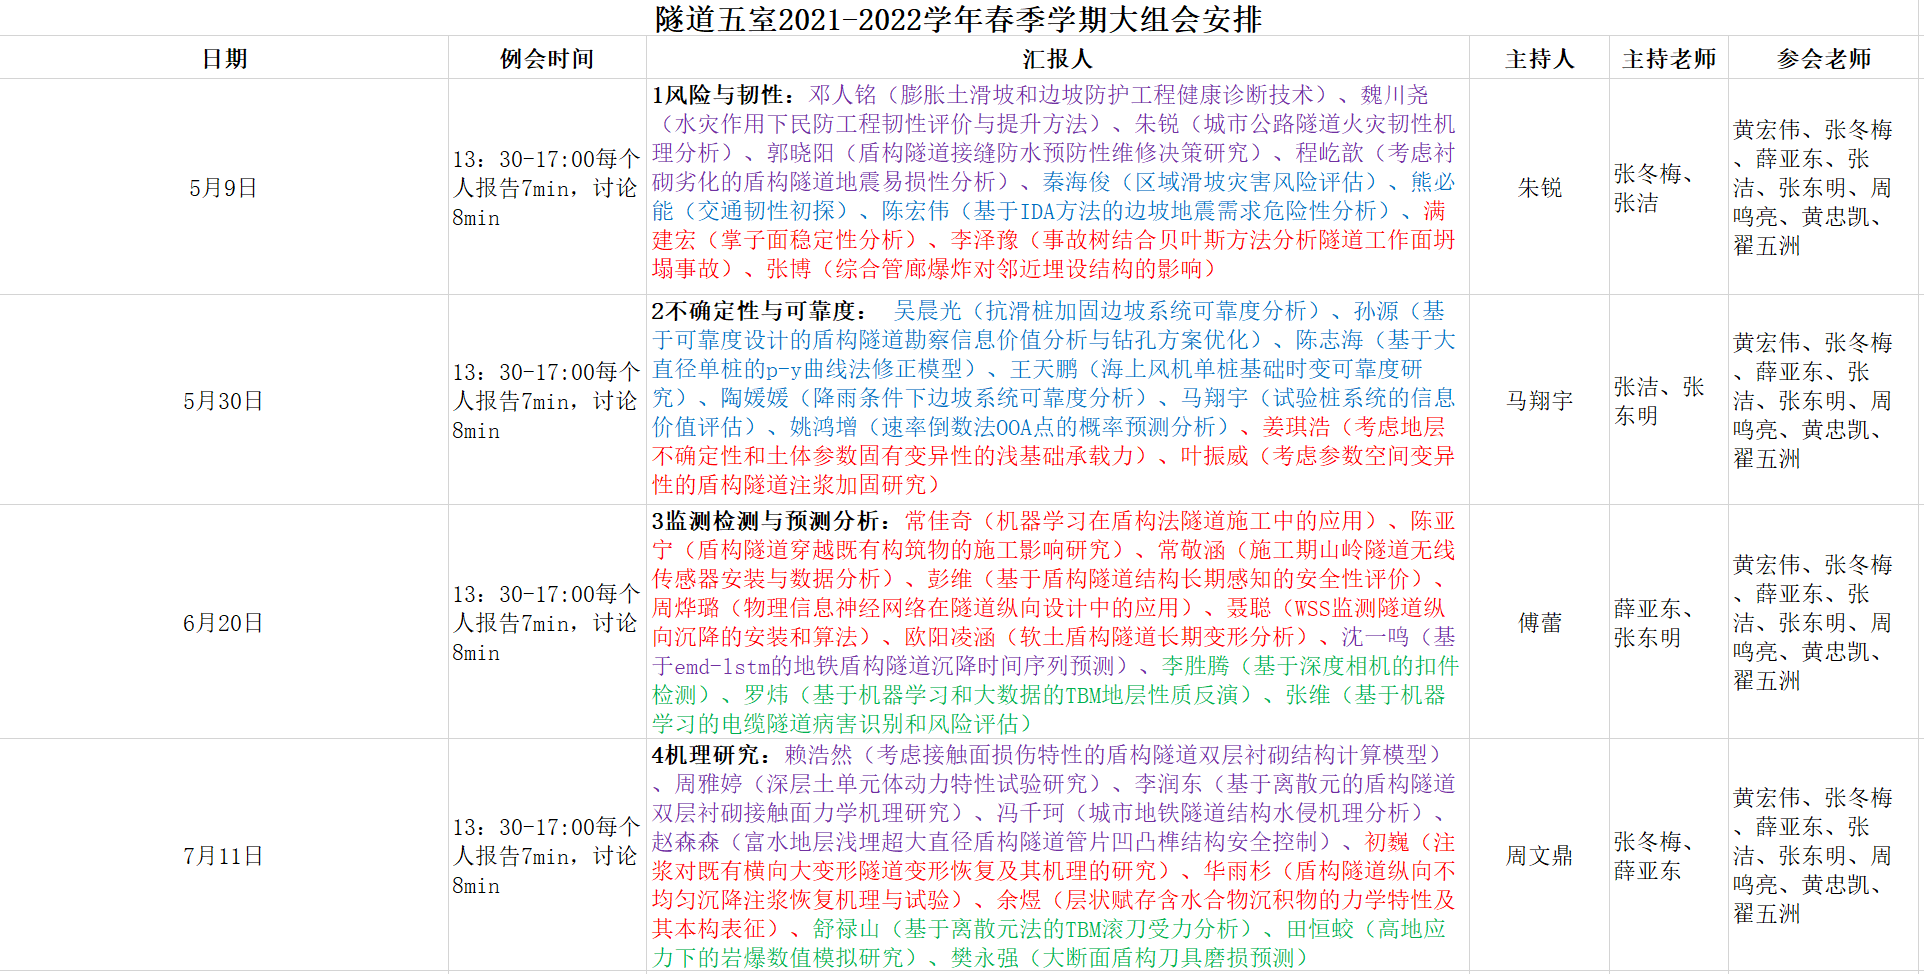 隧道五室2021-2022学年春季学期大组会安排
日期 例会时间 汇报人 主持人 主持老师 参会老师
5月9日
13：30-17:00每个
人报告7min，讨论
8min
1风险与韧性：邓人铭（膨胀土滑坡和边坡防护工程健康诊断技术）、魏川尧
（水灾作用下民防工程韧性评价与提升方法）、朱锐（城市公路隧道火灾韧性机
理分析）、郭晓阳（盾构隧道接缝防水预防性维修决策研究）、程屹歆（考虑衬
砌劣化的盾构隧道地震易损性分析）、秦海俊（区域滑坡灾害风险评估）、熊必
能（交通韧性初探）、陈宏伟（基于IDA方法的边坡地震需求危险性分析）、满
建宏（掌子面稳定性分析）、李泽豫（事故树结合贝叶斯方法分析隧道工作面坍
塌事故）、张博（综合管廊爆炸对邻近埋设结构的影响）
朱锐
张冬梅、
张洁
黄宏伟、张冬梅
、薛亚东、张
洁、张东明、周
鸣亮、黄忠凯、
翟五洲
5月30日
13：30-17:00每个
人报告7min，讨论
8min
2不确定性与可靠度： 吴晨光（抗滑桩加固边坡系统可靠度分析）、孙源（基
于可靠度设计的盾构隧道勘察信息价值分析与钻孔方案优化）、陈志海（基于大
直径单桩的p-y曲线法修正模型）、王天鹏（海上风机单桩基础时变可靠度研
究）、陶媛媛（降雨条件下边坡系统可靠度分析）、马翔宇（试验桩系统的信息
价值评估）、姚鸿增（速率倒数法OOA点的概率预测分析）、姜琪浩（考虑地层
不确定性和土体参数固有变异性的浅基础承载力）、叶振威（考虑参数空间变异
性的盾构隧道注浆加固研究）
马翔宇
张洁、张
东明
黄宏伟、张冬梅
、薛亚东、张
洁、张东明、周
鸣亮、黄忠凯、
翟五洲
6月20日
13：30-17:00每个
人报告7min，讨论
8min
3监测检测与预测分析：常佳奇（机器学习在盾构法隧道施工中的应用）、陈亚
宁（盾构隧道穿越既有构筑物的施工影响研究）、常敬涵（施工期山岭隧道无线
传感器安装与数据分析）、彭维（基于盾构隧道结构长期感知的安全性评价）、
周烨璐（物理信息神经网络在隧道纵向设计中的应用）、聂聪（WSS监测隧道纵
向沉降的安装和算法）、欧阳凌涵（软土盾构隧道长期变形分析）、沈一鸣（基
于emd-lstm的地铁盾构隧道沉降时间序列预测）、李胜腾（基于深度相机的扣件
检测）、罗炜（基于机器学习和大数据的TBM地层性质反演）、张维（基于机器
学习的电缆隧道病害识别和风险评估）
傅蕾
薛亚东、
张东明
黄宏伟、张冬梅
、薛亚东、张
洁、张东明、周
鸣亮、黄忠凯、
翟五洲
7月11日
13：30-17:00每个
人报告7min，讨论
8min
4机理研究：赖浩然（考虑接触面损伤特性的盾构隧道双层衬砌结构计算模型）
、周雅婷（深层土单元体动力特性试验研究）、李润东（基于离散元的盾构隧道
双层衬砌接触面力学机理研究）、冯千珂（城市地铁隧道结构水侵机理分析）、
赵森森（富水地层浅埋超大直径盾构隧道管片凹凸榫结构安全控制）、初巍（注
浆对既有横向大变形隧道变形恢复及其机理的研究）、华雨杉（盾构隧道纵向不
均匀沉降注浆恢复机理与试验）、余煜（层状赋存含水合物沉积物的力学特性及
其本构表征）、舒禄山（基于离散元法的TBM滚刀受力分析）、田恒蛟（高地应
力下的岩爆数值模拟研究）、樊永强（大断面盾构刀具磨损预测）
周文鼎
张冬梅、
薛亚东
黄宏伟、张冬梅
、薛亚东、张
洁、张东明、周
鸣亮、黄忠凯、
翟五洲